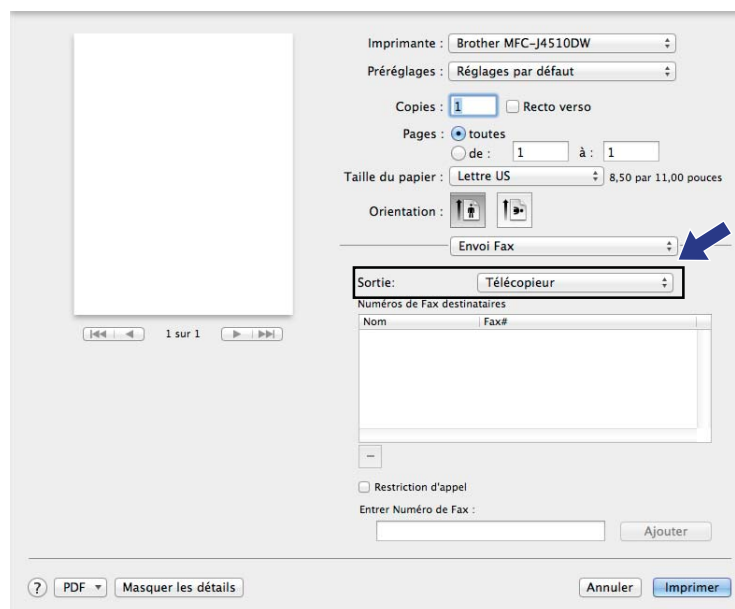 Imprimante : Brother MFC-J4510DW
Préréglages : Réglages par défaut
Copies : 1 Recto verso
Pages : toutes
de : 1 à : 1
Taille du papier : Lettre US 8,50 par 11,00 pouces
Orientation :
Envoi Fax
Sortie: Télécopieur
Numéros de Fax destinataires
Nom Fax#
1 sur 1
–
Restriction d'appel
Entrer Numéro de Fax :
Ajouter
? PDF Masquer les détails Annuler Imprimer